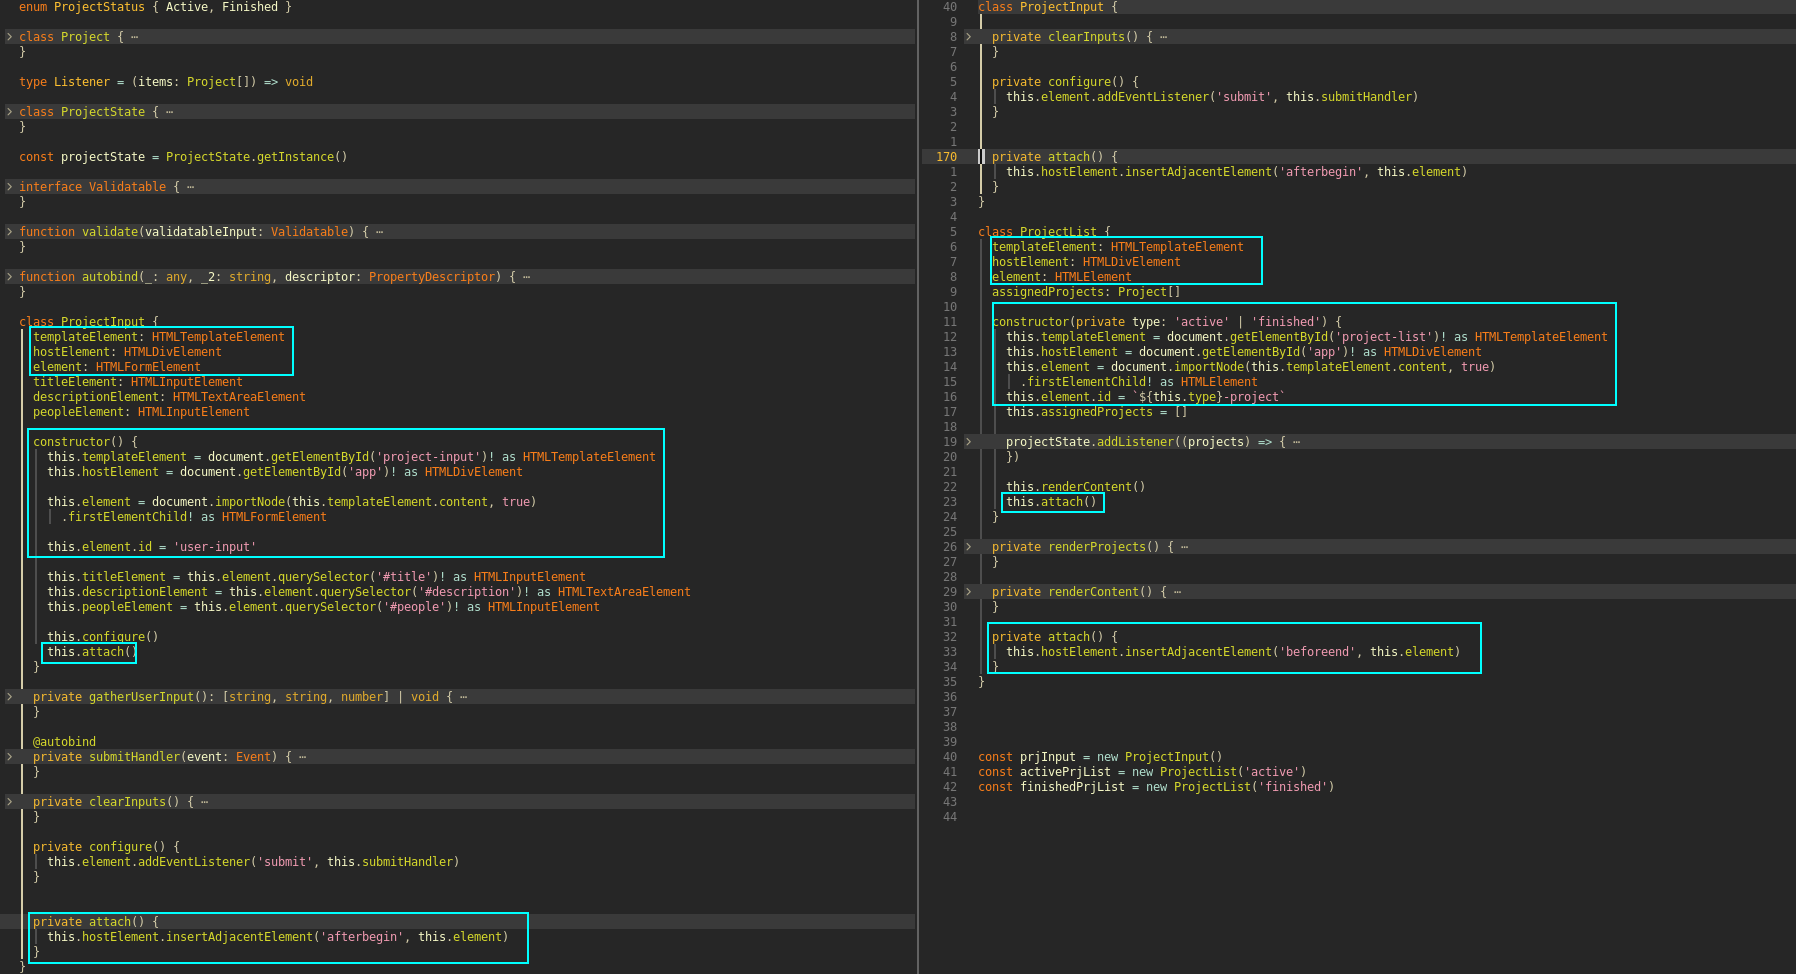 enum ProjectStatus { Active, Finished }
class Project { ⋯
}
type Listener = (items: Project[]) => void
class ProjectState { ⋯
}
const projectState = ProjectState.getInstance()
interface Validatable { ⋯
}
function validate(validatableInput: Validatable) { ⋯
}
function autobind(_: any, _2: string, descriptor: PropertyDescriptor) { ⋯
}
class ProjectInput {
templateElement: HTMLTemplateElement
hostElement: HTMLDivElement
element: HTMLFormElement
titleElement: HTMLInputElement
descriptionElement: HTMLTextAreaElement
peopleElement: HTMLInputElement
constructor() {
this.templateElement = document.getElementById('project-input')! as HTMLTemplateElement
this.hostElement = document.getElementById('app')! as HTMLDivElement
this.element = document.importNode(this.templateElement.content, true)
.firstElementChild! as HTMLFormElement
this.element.id = 'user-input'
this.titleElement = this.element.querySelector('#title')! as HTMLInputElement
this.descriptionElement = this.element.querySelector('#description')! as HTMLTextAreaElement
this.peopleElement = this.element.querySelector('#people')! as HTMLInputElement
this.configure()
this.attach()
}
private gatherUserInput(): [string, string, number] | void { ⋯
}
@autobind
private submitHandler(event: Event) { ⋯
}
private clearInputs() { ⋯
}
private configure() {
this.element.addEventListener('submit', this.submitHandler)
}
private attach() {
this.hostElement.insertAdjacentElement('afterbegin', this.element)
}
}
40 class ProjectInput {
9
8 private clearInputs() { ⋯
7 }
6
5 private configure() {
4 this.element.addEventListener('submit', this.submitHandler)
3 }
2
1
170 private attach() {
1 this.hostElement.insertAdjacentElement('afterbegin', this.element)
2 }
3 }
4
5 class ProjectList {
6 templateElement: HTMLTemplateElement
7 hostElement: HTMLDivElement
8 element: HTMLElement
9 assignedProjects: Project[]
10
11 constructor(private type: 'active' | 'finished') {
12 this.templateElement = document.getElementById('project-list')! as HTMLTemplateElement
13 this.hostElement = document.getElementById('app')! as HTMLDivElement
14 this.element = document.importNode(this.templateElement.content, true)
15 .firstElementChild! as HTMLElement
16 this.element.id = `${this.type}-project`
17 this.assignedProjects = []
18
19 projectState.addListener((projects) => { ⋯
20 })
21
22 this.renderContent()
23 this.attach()
24 }
25
26 private renderProjects() { ⋯
27 }
28
29 private renderContent() { ⋯
30 }
31
32 private attach() {
33 this.hostElement.insertAdjacentElement('beforeend', this.element)
34 }
35 }
36
37
38
39
40 const prjInput = new ProjectInput()
41 const activePrjList = new ProjectList('active')
42 const finishedPrjList = new ProjectList('finished')
43
44